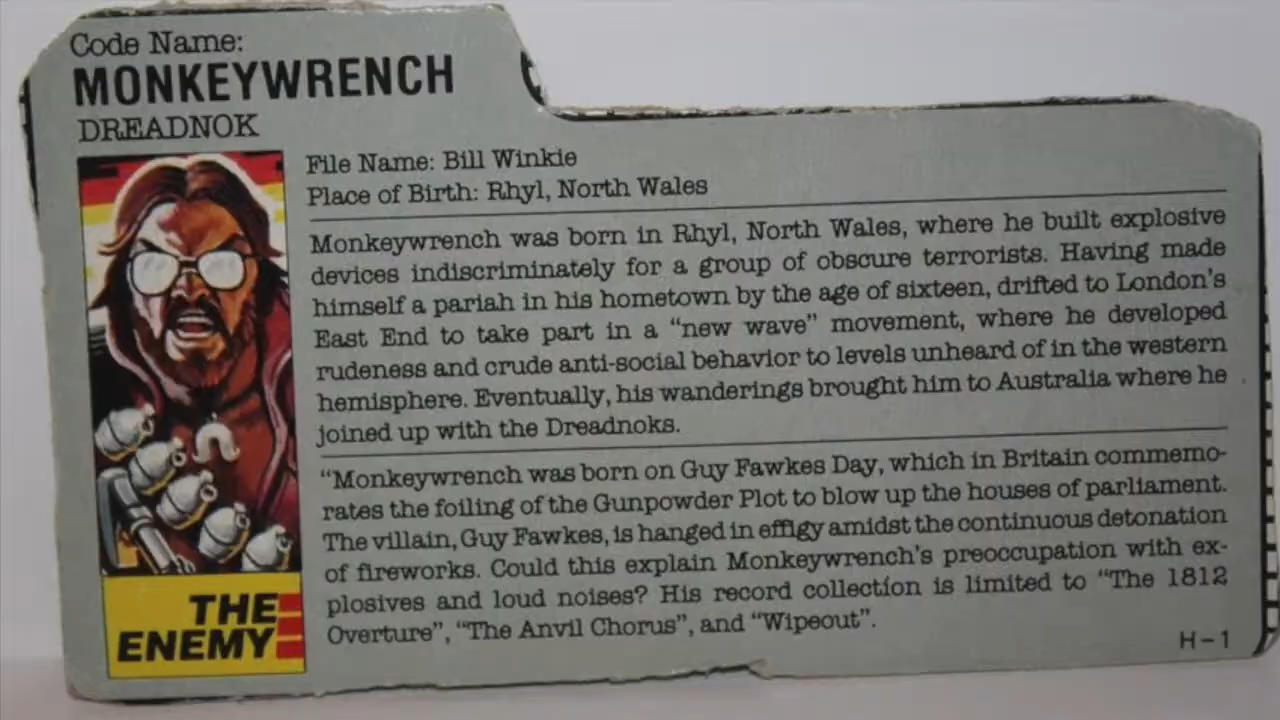 Code Name:
MONKEYWRENCH
DREADNOK
File Name: Bill Winkie
Place of Birth: Rhyl, North Wales
Monkeywrench was born in Rhyl, North Wales, where he built explosive
devices indiscriminately for a group of obscure terrorists. Having made
himself a pariah in his hometown by the age of sixteen, drifted to London's
East End to take part in a "new wave" movement, where he developed
rudeness and crude anti-social behavior to levels unheard of in the western
hemisphere. Eventually, his wanderings brought him to Australia where he
joined up with the Dreadnoks.
"Monkeywrench was born on Guy Fawkes Day, which in Britain commemo-
rates the foiling of the Gunpowder Plot to blow up the houses of parliament.
The villain, Guy Fawkes, is hanged in effigy amidst the continuous detonation
of fireworks. Could this explain Monkeywrench's preoccupation with ex-
plosives and loud noises? His record collection is limited to "The 1812
Overture", "The Anvil Chorus", and "Wipeout".
THE
ENEMY
H-1